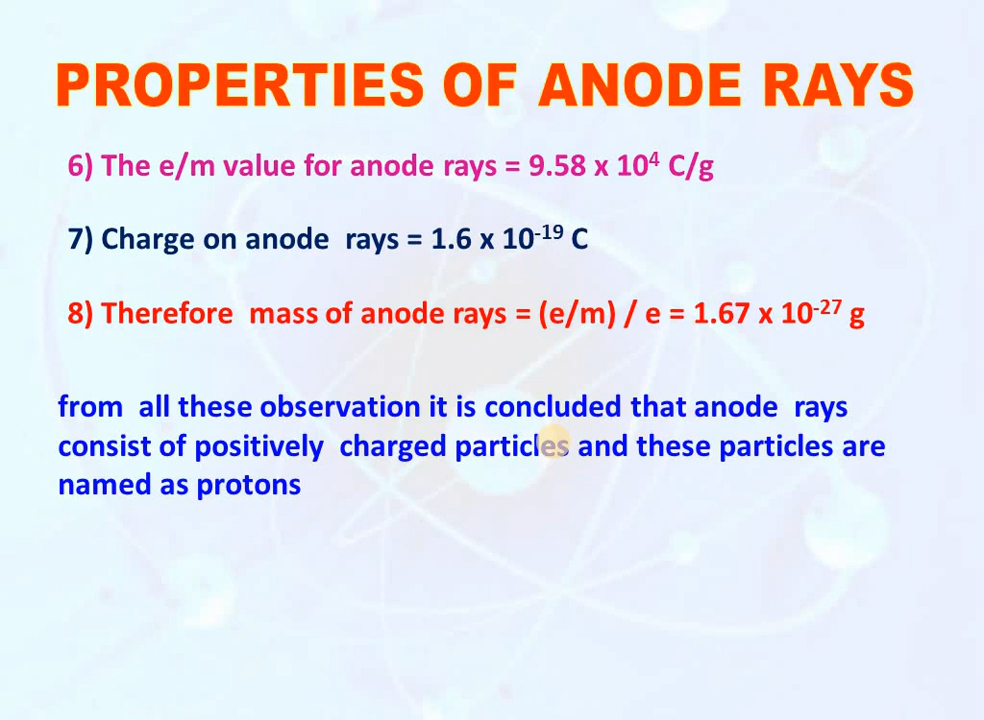 PROPERTIES OF ANODE RAYS
6) The e/m value for anode rays = 9.58 x 10⁴ C/g
7) Charge on anode rays = 1.6 x 10⁻¹⁹ C
8) Therefore mass of anode rays = (e/m) / e = 1.67 x 10⁻²⁷ g
from all these observation it is concluded that anode rays
consist of positively charged particles and these particles are
named as protons